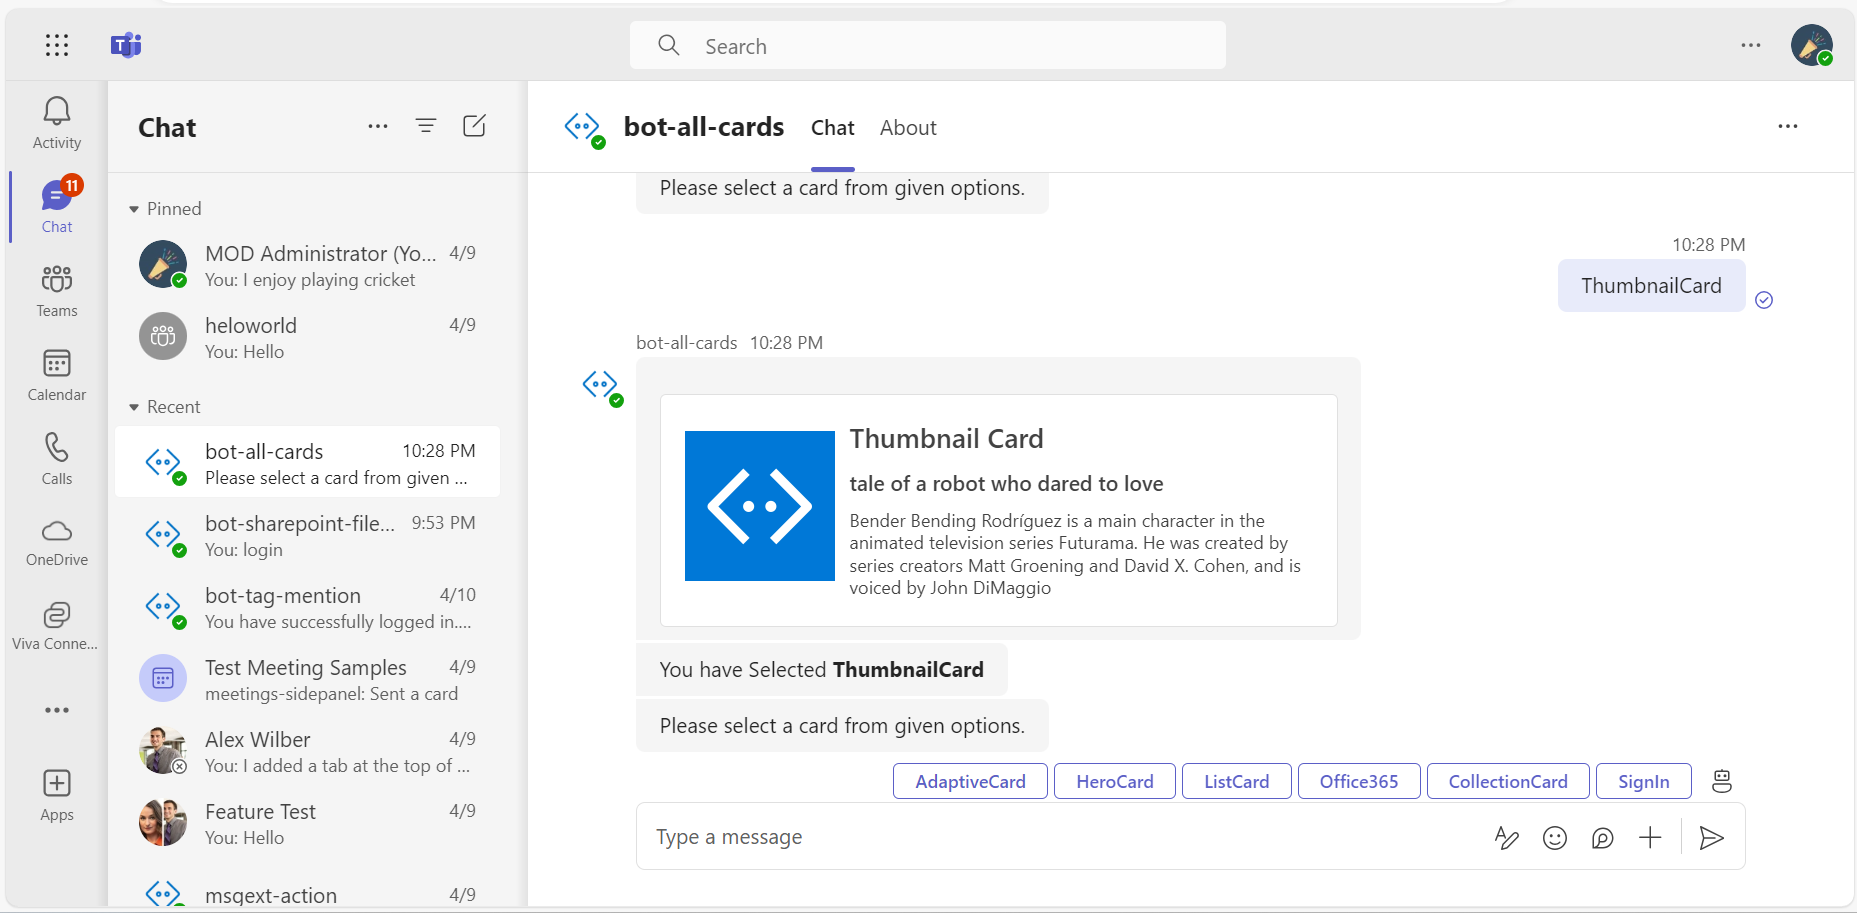 Search
Activity
11
Chat
Teams
Calendar
Calls
OneDrive
Viva Conne...
Apps
Chat
Pinned
MOD Administrator (Yo... 4/9
You: I enjoy playing cricket
heloworld 4/9
You: Hello
Recent
bot-all-cards 10:28 PM
Please select a card from given ...
bot-sharepoint-file... 9:53 PM
You: login
bot-tag-mention 4/10
You have successfully logged in....
Test Meeting Samples 4/9
meetings-sidepanel: Sent a card
Alex Wilber 4/9
You: I added a tab at the top of ...
Feature Test 4/9
You: Hello
msgext-action 4/9
bot-all-cards Chat About
Please select a card from given options.
10:28 PM
ThumbnailCard
bot-all-cards 10:28 PM
Thumbnail Card
tale of a robot who dared to love
Bender Bending Rodríguez is a main character in the
animated television series Futurama. He was created by
series creators Matt Groening and David X. Cohen, and is
voiced by John DiMaggio
You have Selected ThumbnailCard
Please select a card from given options.
AdaptiveCard HeroCard ListCard Office365 CollectionCard SignIn
Type a message